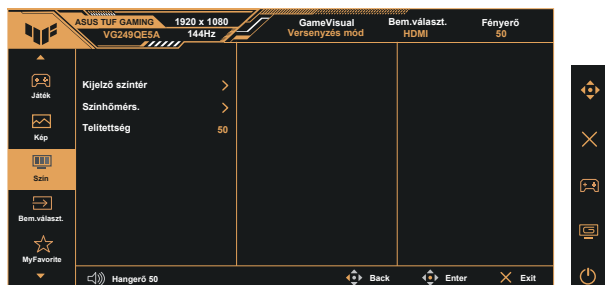 ASUS TUF GAMING 1920 x 1080 GameVisual Bem.választ. Fényerő
VG249QE5A 144Hz Versenyzés mód HDMI 50
Játék
Kép
Szín
Bem.választ.
MyFavorite
Kijelző színtér
Színhőmérs.
Telítettség 50
Hangerő 50 Back Enter Exit